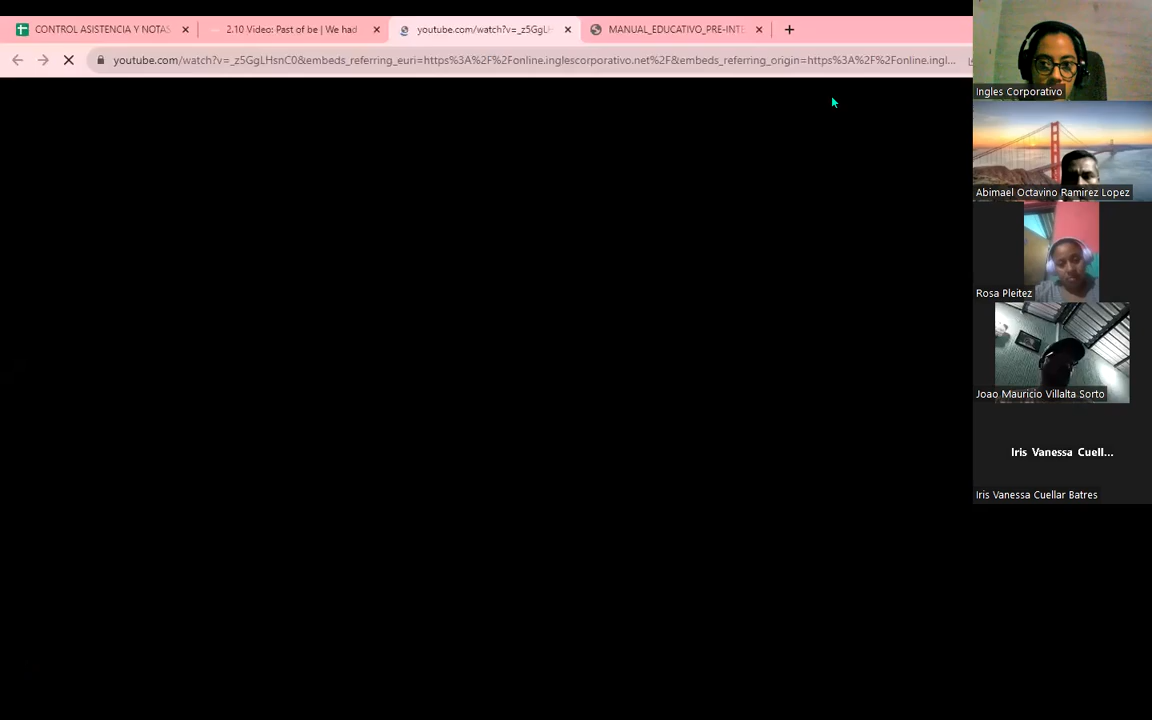 CONTROL ASISTENCIA Y NOTAS
2.10 Video: Past of be | We had
youtube.com/watch?v=_z5GgLH
MANUAL_EDUCATIVO_PRE-INTE
youtube.com/watch?v=_z5GgLHsnC0&embeds_referring_euri=https%3A%2F%2Fonline.inglescorporativo.net%2F&embeds_referring_origin=https%3A%2F%2Fonline.ingl...
Ingles Corporativo
Abimael Octavino Ramirez Lopez
Rosa Pleitez
Joao Mauricio Villalta Sorto
Iris Vanessa Cuell...
Iris Vanessa Cuellar Batres